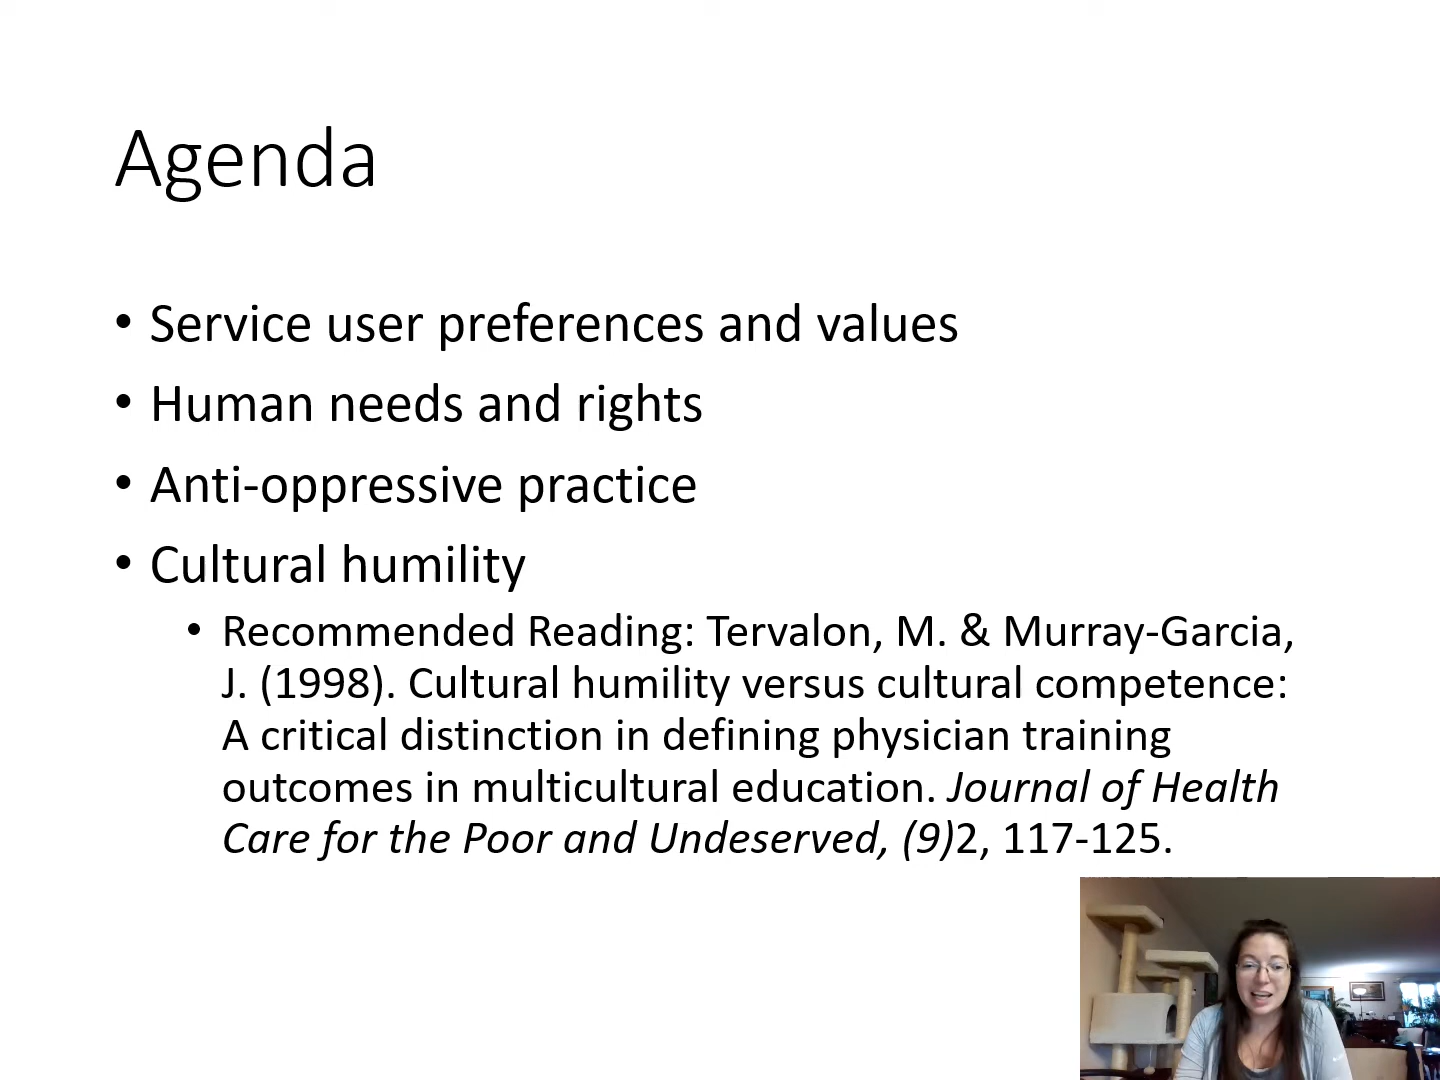 Agenda
• Service user preferences and values
• Human needs and rights
• Anti-oppressive practice
• Cultural humility
• Recommended Reading: Tervalon, M. & Murray-Garcia,
J. (1998). Cultural humility versus cultural competence:
A critical distinction in defining physician training
outcomes in multicultural education. Journal of Health
Care for the Poor and Undeserved, (9)2, 117-125.